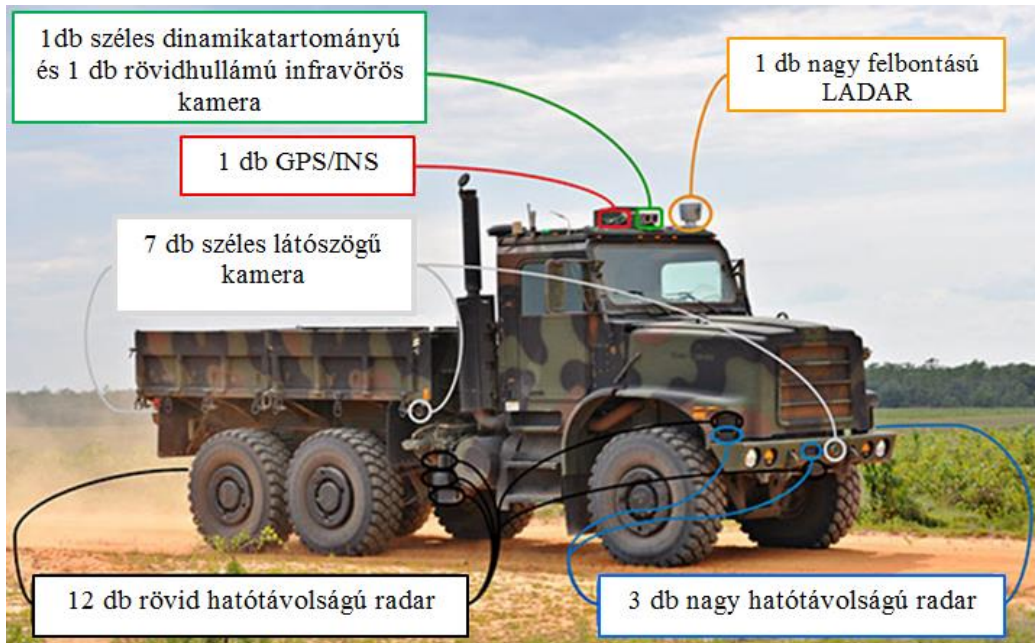 1db széles dinamikatartományú
és 1 db rövidhullámú infravörös
kamera
1 db nagy felbontású
LADAR
1 db GPS/INS
7 db széles látószögű
kamera
12 db rövid hatótávolságú radar
3 db nagy hatótávolságú radar